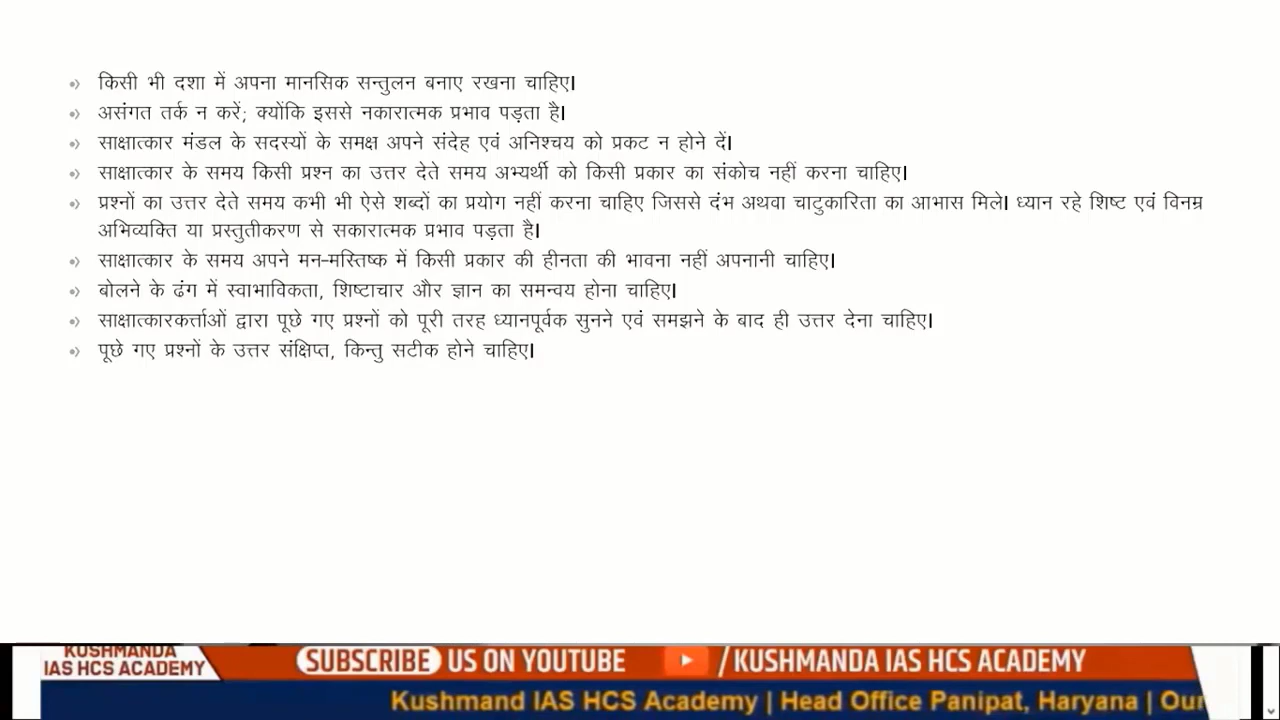 किसी भी दशा में अपना मानसिक सन्तुलन बनाए रखना चाहिए।
असंगत तर्क न करें; क्योंकि इससे नकारात्मक प्रभाव पड़ता है।
साक्षात्कार मंडल के सदस्यों के समक्ष अपने संदेह एवं अनिश्चय को प्रकट न होने दें।
साक्षात्कार के समय किसी प्रश्न का उत्तर देते समय अभ्यर्थी को किसी प्रकार का संकोच नहीं करना चाहिए।
प्रश्नों का उत्तर देते समय कभी भी ऐसे शब्दों का प्रयोग नहीं करना चाहिए जिससे दंभ अथवा चाटुकारिता का आभास मिले। ध्यान रहे शिष्ट एवं विनम्र
अभिव्यक्ति या प्रस्तुतीकरण से सकारात्मक प्रभाव पड़ता है।
साक्षात्कार के समय अपने मन-मस्तिष्क में किसी प्रकार की हीनता की भावना नहीं अपनानी चाहिए।
बोलने के ढंग में स्वाभाविकता, शिष्टाचार और ज्ञान का समन्वय होना चाहिए।
साक्षात्कारकर्त्ताओं द्वारा पूछे गए प्रश्नों को पूरी तरह ध्यानपूर्वक सुनने एवं समझने के बाद ही उत्तर देना चाहिए।
पूछे गए प्रश्नों के उत्तर संक्षिप्त, किन्तु सटीक होने चाहिए।
KUSHMANDA
IAS HCS ACADEMY
SUBSCRIBE US ON YOUTUBE /KUSHMANDA IAS HCS ACADEMY
Kushmand IAS HCS Academy | Head Office Panipat, Haryana | Our